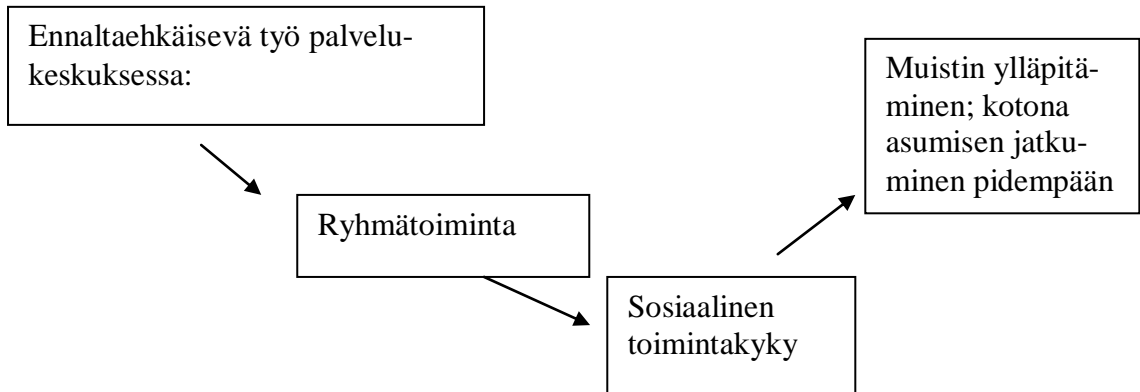 Ennaltaehkäisevä työ palvelu-
keskuksessa:
Ryhmätoiminta
Sosiaalinen
toimintakyky
Muistin ylläpitä-
minen; kotona
asumisen jatku-
minen pidempään